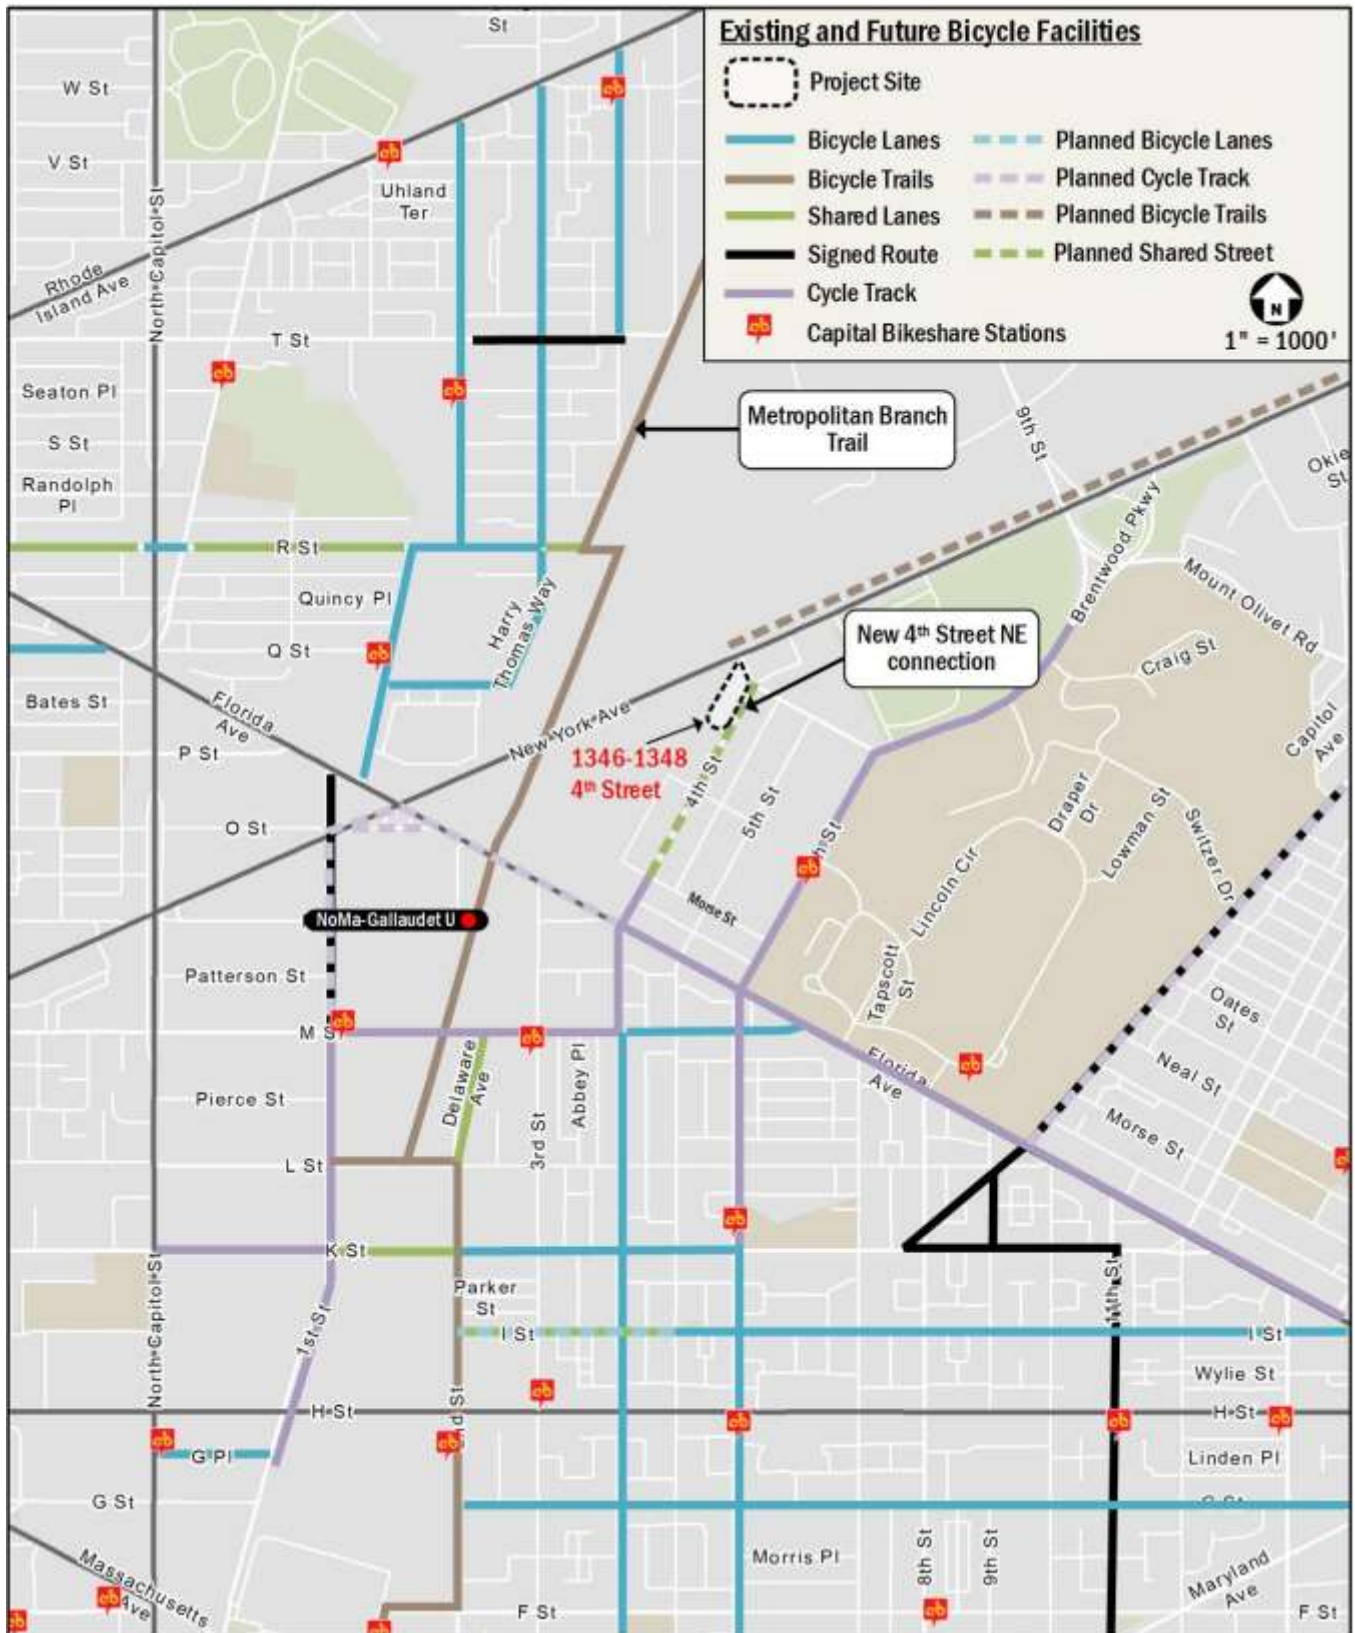 St
Existing and Future Bicycle Facilities
Project Site
Bicycle Lanes
Planned Bicycle Lanes
Bicycle Trails
Planned Cycle Track
Shared Lanes
Planned Bicycle Trails
Signed Route
Planned Shared Street
Cycle Track
Capital Bikeshare Stations
N
1" = 1000'
W St
V St
Uhland
Ter
North Capitol St
Rhode
Island Ave
T St
Seaton Pl
S St
Randolph
Pl
Metropolitan Branch
Trail
9th St
Okie
St
Brentwood Pkwy
R St
Quincy Pl
Harry
Thomas Way
Mount Olivet Rd
Q St
New 4th Street NE
connection
Craig St
Bates St
Florida
Ave
New York Ave
Capitol
Ave
P St
1346-1348
4th Street
4th St
5th St
O St
Draper
Dr
Lowman St
Switzer Dr
Lincoln Cir
Morse St
NoMa-Gallaudet U
Patterson St
Tapscott
St
Oates
St
M S
Delaware
Ave
Abbey Pl
Florida
Ave
Neal St
Pierce St
3rd St
Morse St
L St
K St
Parker
St
11th St
North Capitol St
1st St
I St
I St
Wylie St
H St
H St
G Pl
Linden Pl
G St
Morris Pl
8th St
9th St
Massachusetts
Ave
Maryland
Ave
F St
F St